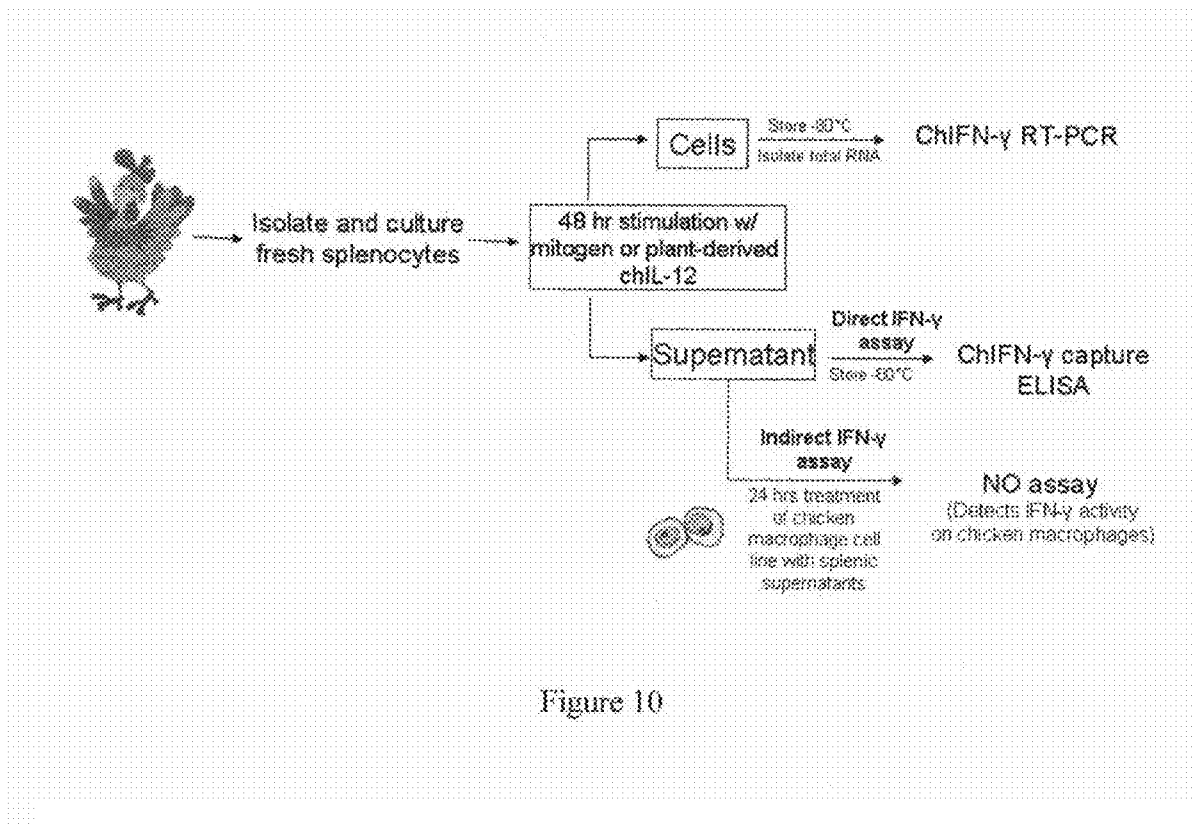 Isolate and culture
fresh splenocytes
48 hr stimulation w/
mitogen or plant-derived
chIL-12
Cells
Store -80°C
Isolate total RNA
ChIFN-γ RT-PCR
Supernatant
Direct IFN-γ
assay
Store -80°C
ChIFN-γ capture
ELISA
Indirect IFN-γ
assay
24 hrs treatment
of chicken
macrophage cell
line with splenic
supernatants
NO assay
(Detects IFN-γ activity
on chicken macrophages)
Figure 10